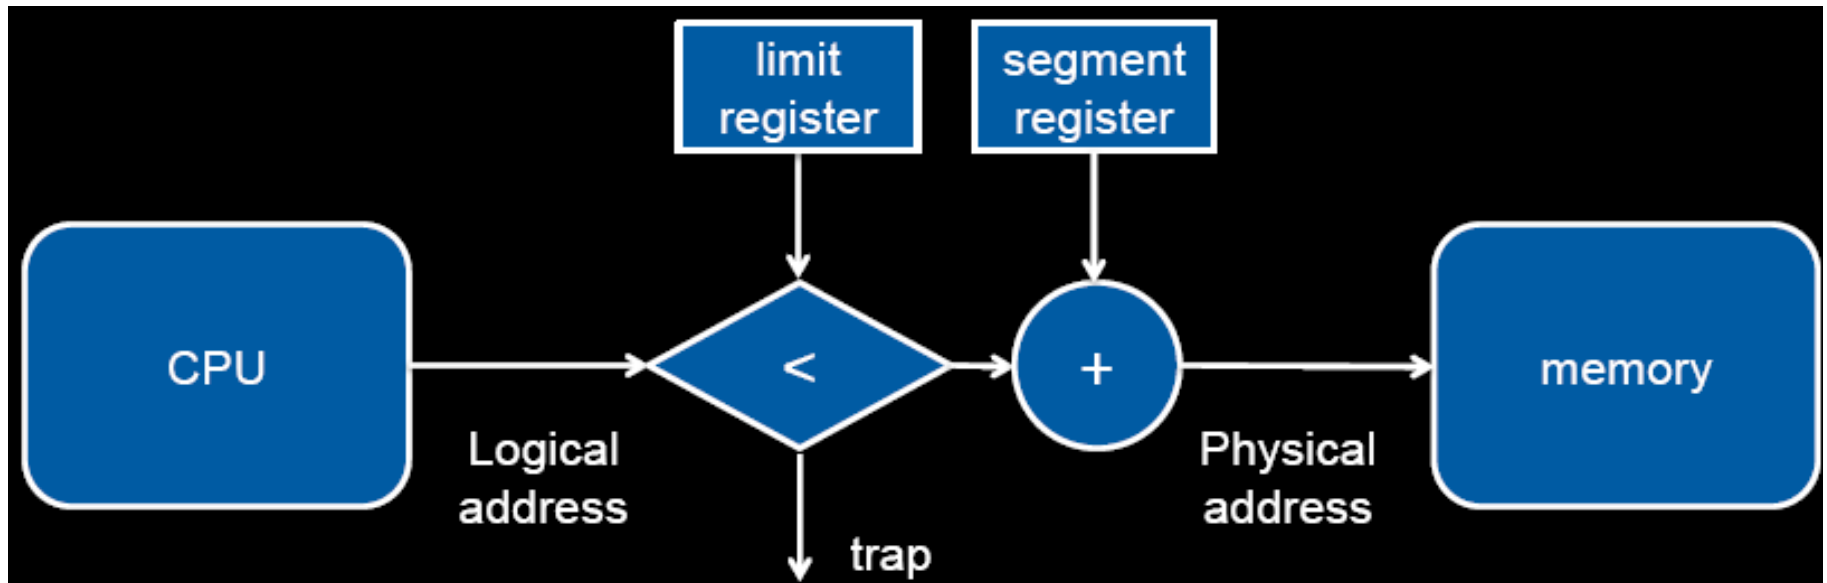 limit
register
segment
register
CPU
<
+
memory
Logical
address
Physical
address
trap